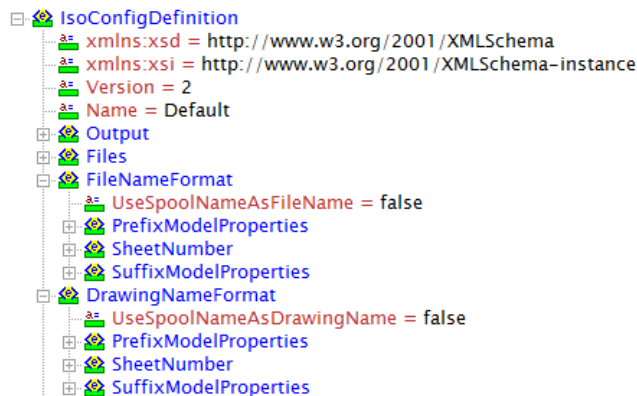 IsoConfigDefinition
xmlns:xsd = http://www.w3.org/2001/XMLSchema
xmlns:xsi = http://www.w3.org/2001/XMLSchema-instance
Version = 2
Name = Default
Output
Files
FileNameFormat
UseSpoolNameAsFileName = false
PrefixModelProperties
SheetNumber
SuffixModelProperties
DrawingNameFormat
UseSpoolNameAsDrawingName = false
PrefixModelProperties
SheetNumber
SuffixModelProperties